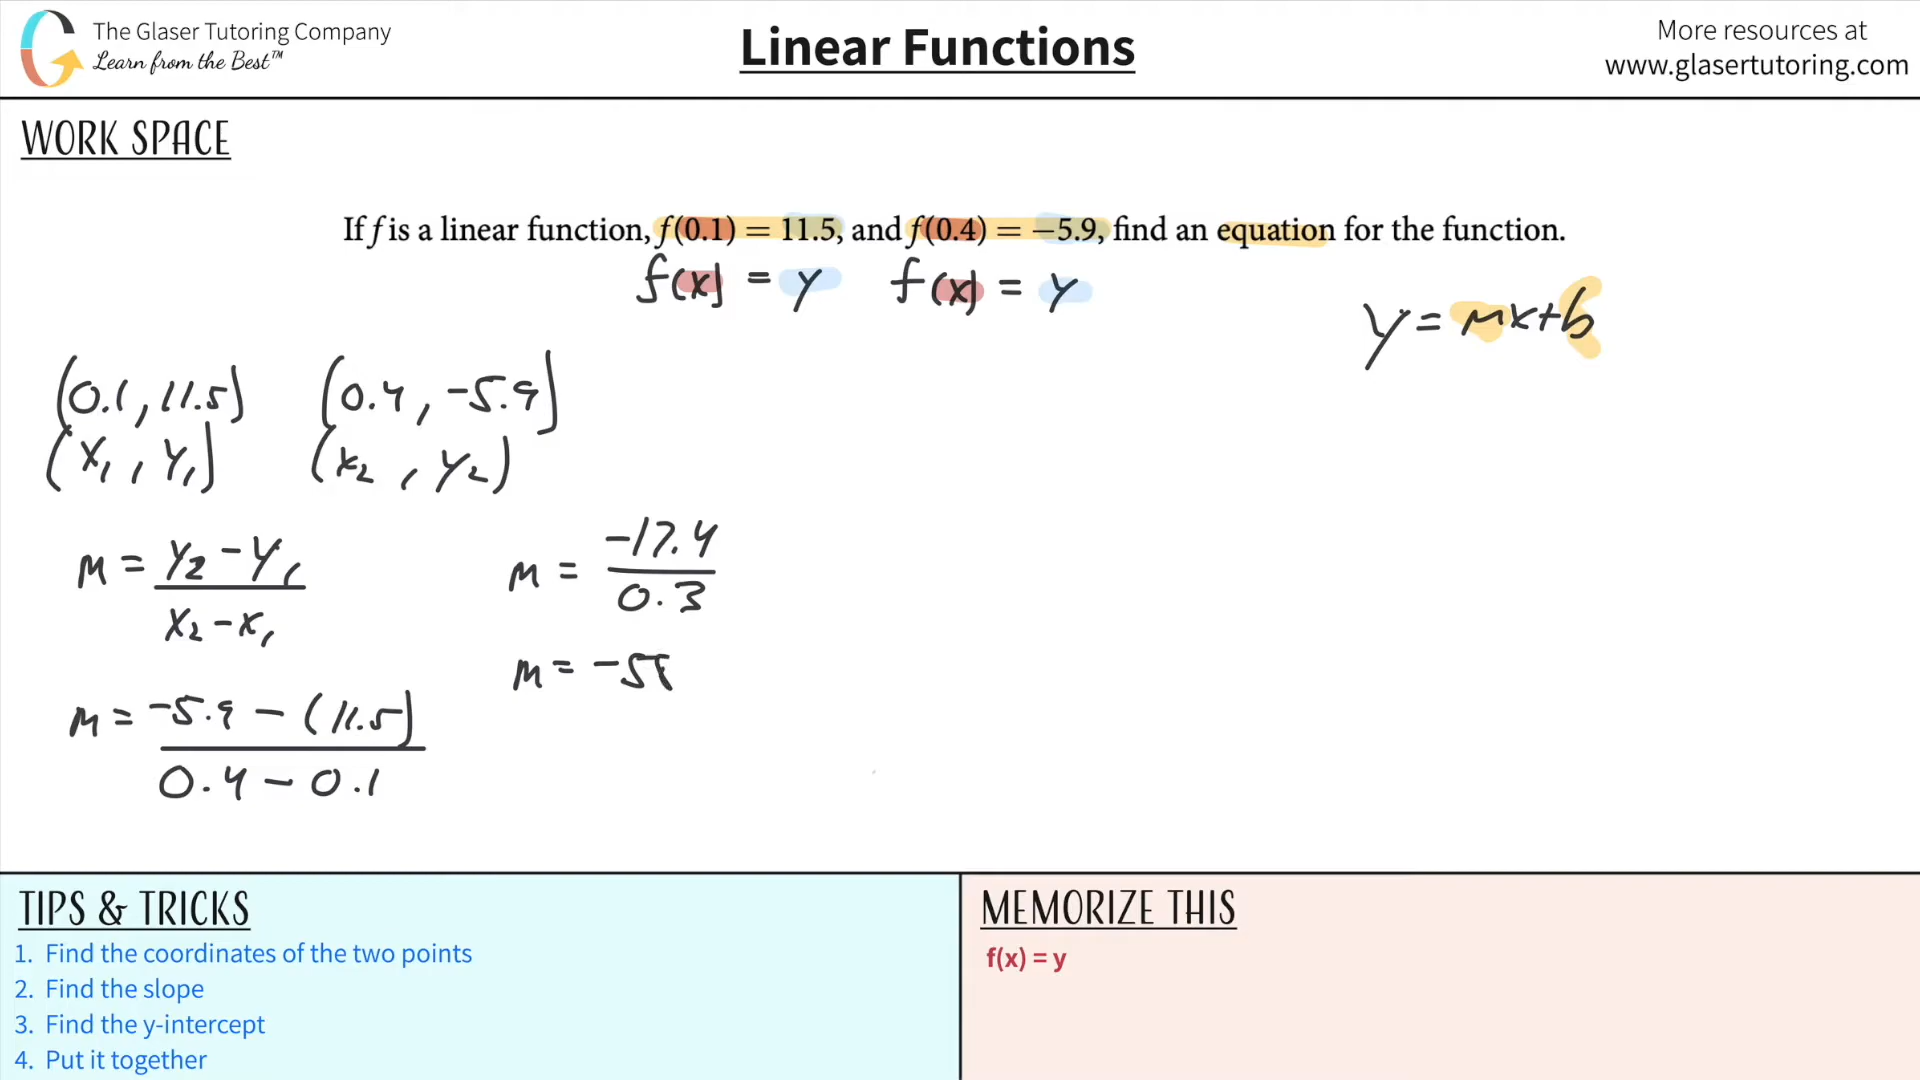 The Glaser Tutoring Company
Learn from the Best™
Linear Functions
More resources at
www.glasertutoring.com
WORK SPACE
If f is a linear function, f(0.1) = 11.5, and f(0.4) = −5.9, find an equation for the function.
f(x) = y f(x) = y
y = mx+b
(0.1, 11.5) (0.4, -5.9)
(x₁, y₁) (x₂, y₂)
m = y₂ - y₁ / x₂ - x₁
m = -5.9 - (11.5) / 0.4 - 0.1
m = -17.4 / 0.3
m = -5
TIPS & TRICKS
1. Find the coordinates of the two points
2. Find the slope
3. Find the y-intercept
4. Put it together
MEMORIZE THIS
f(x) = y